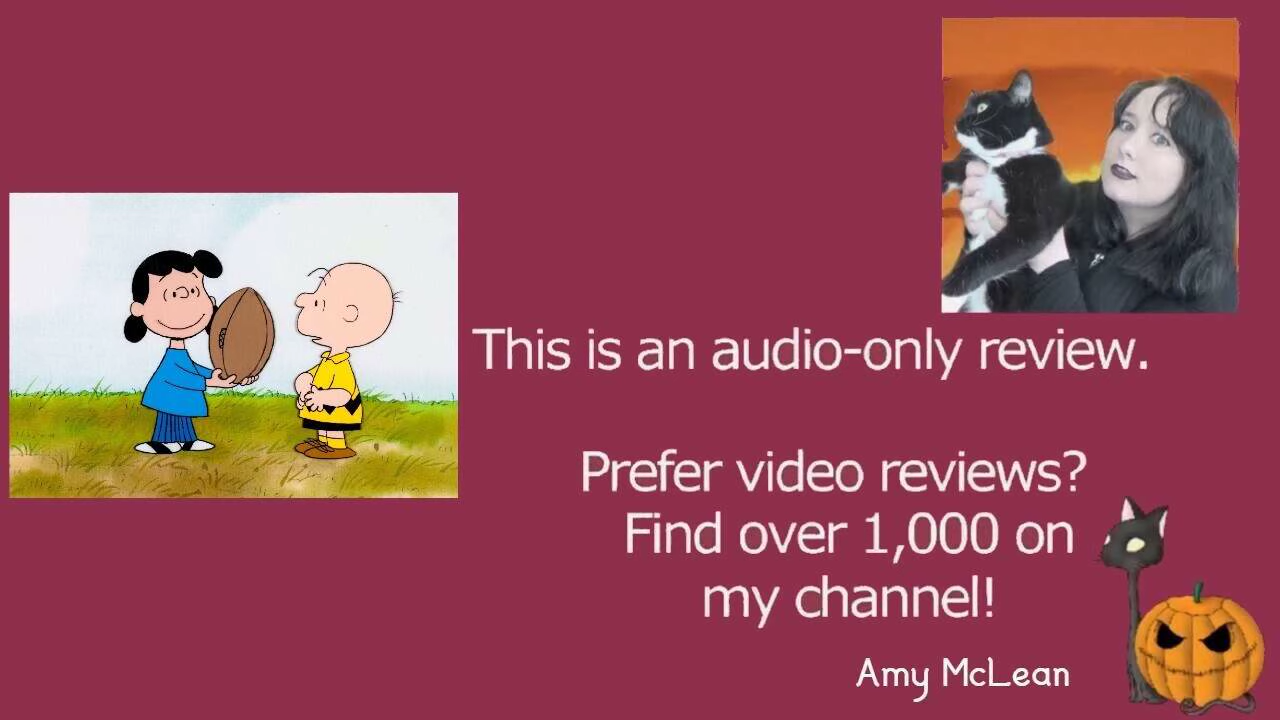 This is an audio-only review.
Prefer video reviews?
Find over 1,000 on
my channel!
Amy McLean